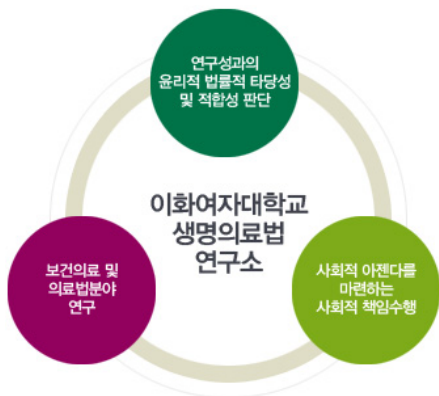 연구성과의
윤리적 법률적 타당성
및 적합성 판단
이화여자대학교
생명의료법
연구소
보건의료 및
의료법분야
연구
사회적 아젠다를
마련하는
사회적 책임수행